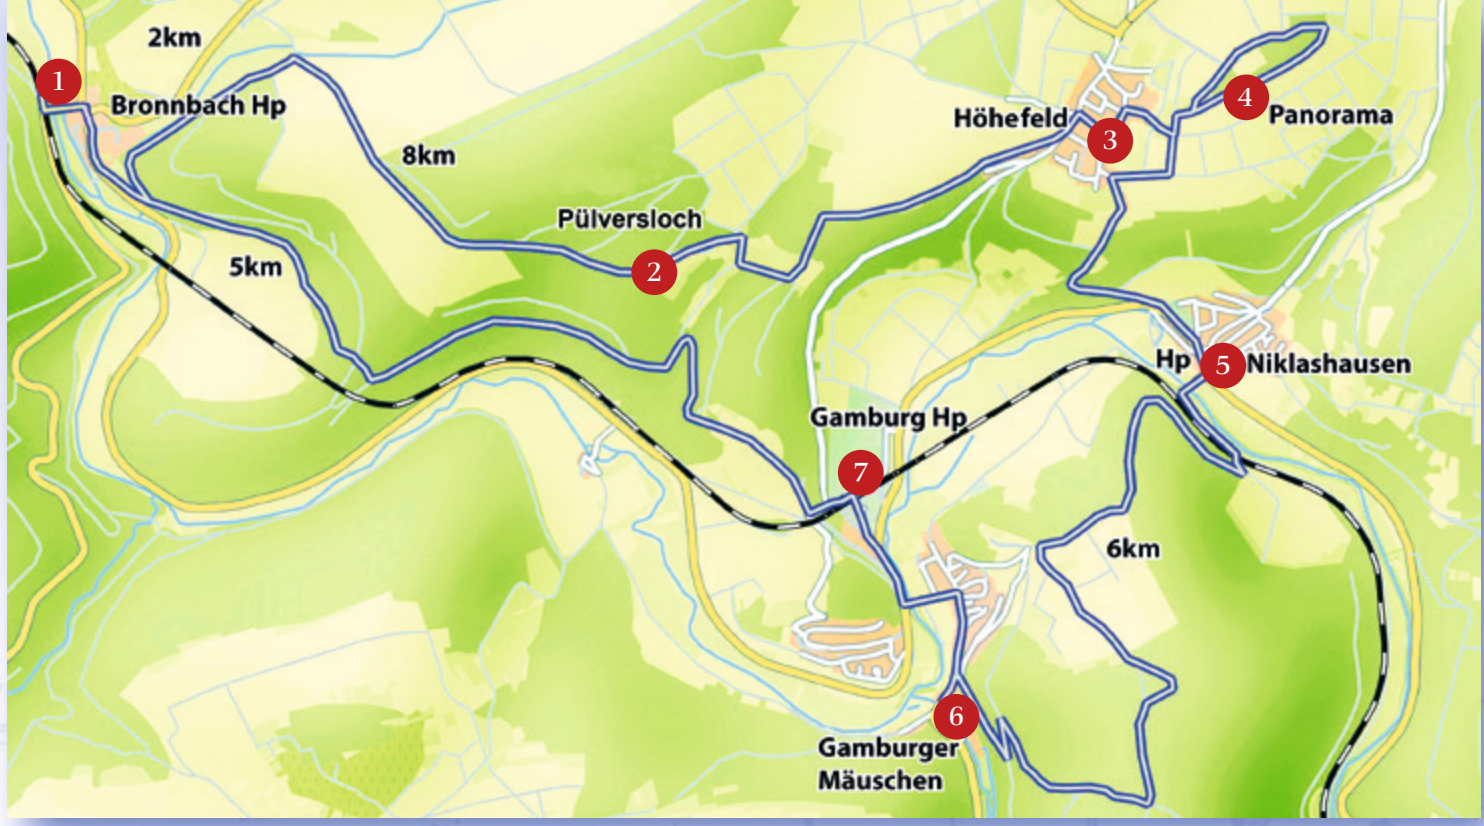 2km
1
Bronnbach Hp
4
Panorama
Höhefeld
3
8km
Pülversloch
2
5km
Hp
5
Niklashausen
Gamburg Hp
7
6km
6
Gamburger
Mäuschen